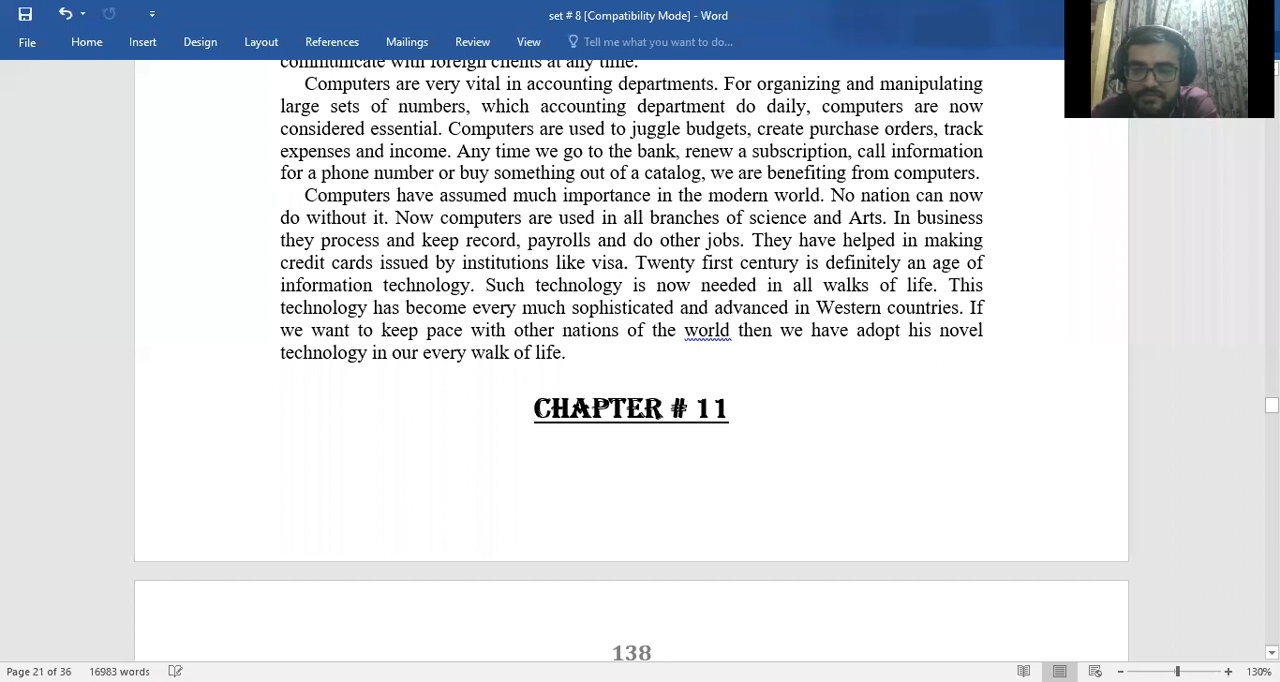 set # 8 [Compatibility Mode] - Word
File Home Insert Design Layout References Mailings Review View Tell me what you want to do...
communicate with foreign clients at any time.
Computers are very vital in accounting departments. For organizing and manipulating
large sets of numbers, which accounting department do daily, computers are now
considered essential. Computers are used to juggle budgets, create purchase orders, track
expenses and income. Any time we go to the bank, renew a subscription, call information
for a phone number or buy something out of a catalog, we are benefiting from computers.
Computers have assumed much importance in the modern world. No nation can now
do without it. Now computers are used in all branches of science and Arts. In business
they process and keep record, payrolls and do other jobs. They have helped in making
credit cards issued by institutions like visa. Twenty first century is definitely an age of
information technology. Such technology is now needed in all walks of life. This
technology has become every much sophisticated and advanced in Western countries. If
we want to keep pace with other nations of the world then we have adopt his novel
technology in our every walk of life.
CHAPTER # 11
138
Page 21 of 36 16983 words 130%